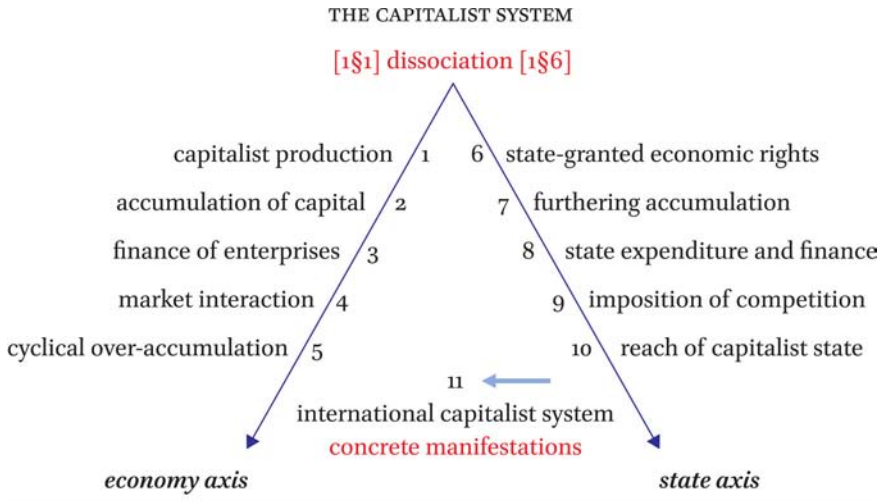 THE CAPITALIST SYSTEM
[1§1] dissociation [1§6]
capitalist production 1 6 state-granted economic rights
accumulation of capital 2 7 furthering accumulation
finance of enterprises 3 8 state expenditure and finance
market interaction 4 9 imposition of competition
cyclical over-accumulation 5 10 reach of capitalist state
11
international capitalist system
concrete manifestations
economy axis state axis